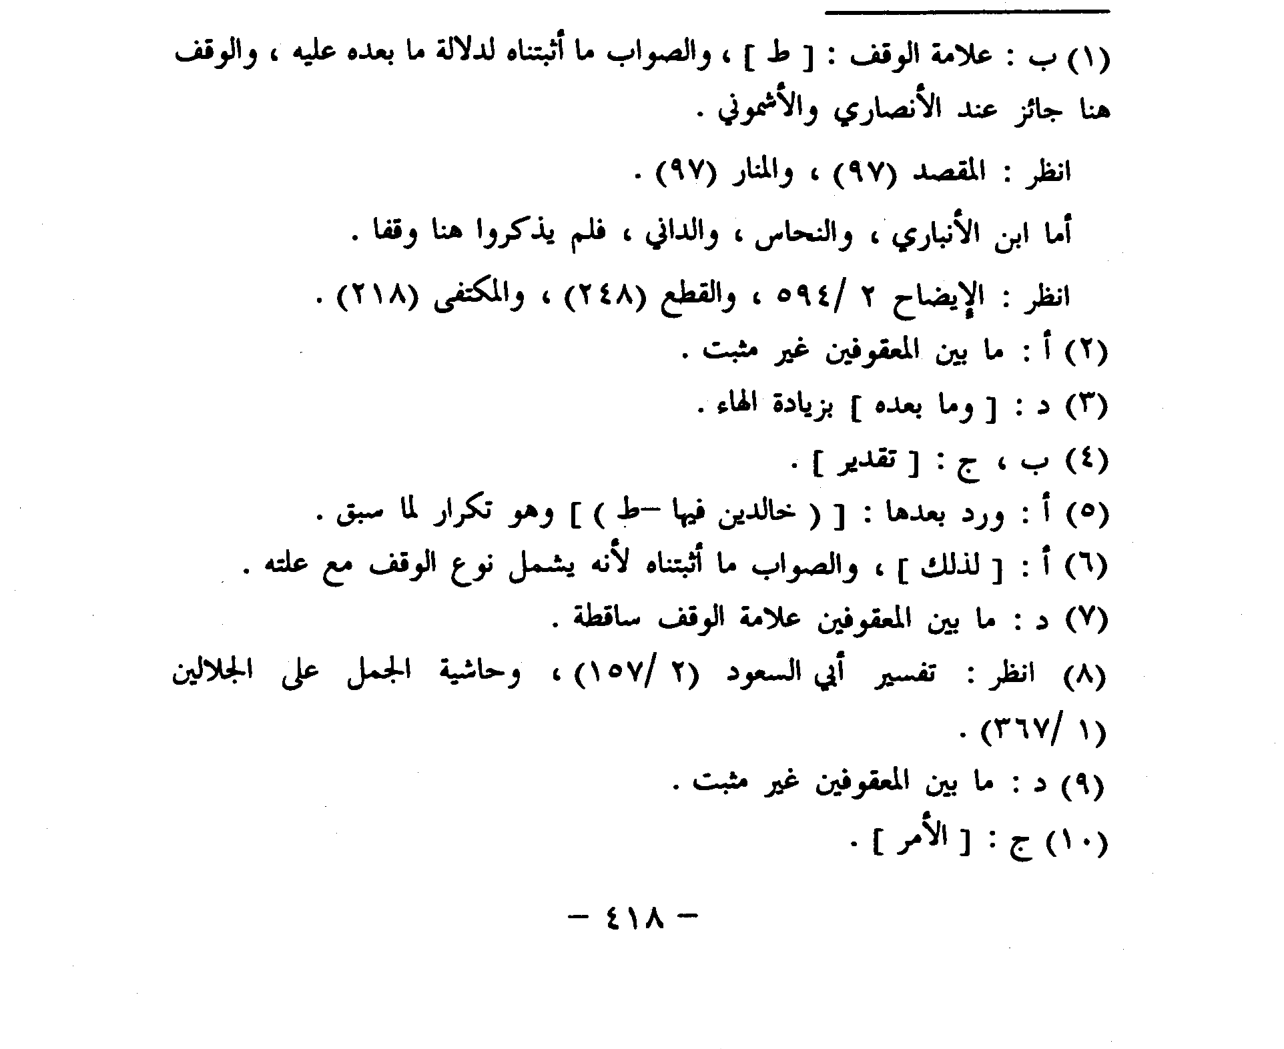 (١) ب : علامة الوقف : [ ط ] ، والصواب ما أثبتناه لدلالة ما بعده عليه ، والوقف
هنا جائز عند الأنصاري والأشموني .
انظر : المقصد (٩٧) ، والمنار (٩٧) .
أما ابن الأنباري ، والنحاس ، والداني ، فلم يذكروا هنا وقفا .
انظر : الإيضاح ٢ /٥٩٤ ، والقطع (٢٤٨) ، والمكتفى (٢١٨) .
(٢) أ : ما بين المعقوفين غير مثبت .
(٣) د : [ وما بعده ] بزيادة الهاء .
(٤) ب ، ج : [ تقدير ] .
(٥) أ : ورد بعدها : [ ( خالدين فيها –ط ) ] وهو تكرار لما سبق .
(٦) أ : [ لذلك ] ، والصواب ما أثبتناه لأنه يشمل نوع الوقف مع علته .
(٧) د : ما بين المعقوفين علامة الوقف ساقطة .
(٨) انظر : تفسير أبي السعود (٢ /١٥٧) ، وحاشية الجمل على الجلالين
(١ /٣٦٧) .
(٩) د : ما بين المعقوفين غير مثبت .
(١٠) ج : [ الأمر ] .
– ٤١٨ –